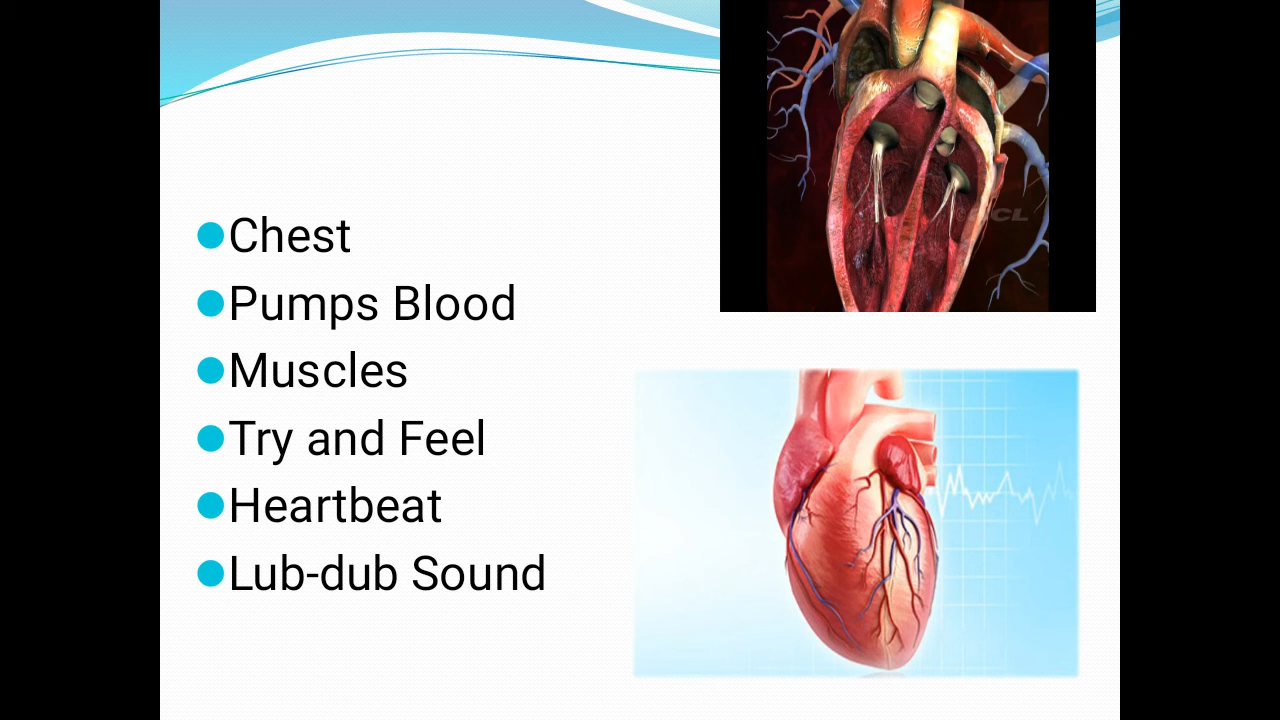 Chest
Pumps Blood
Muscles
Try and Feel
Heartbeat
Lub-dub Sound